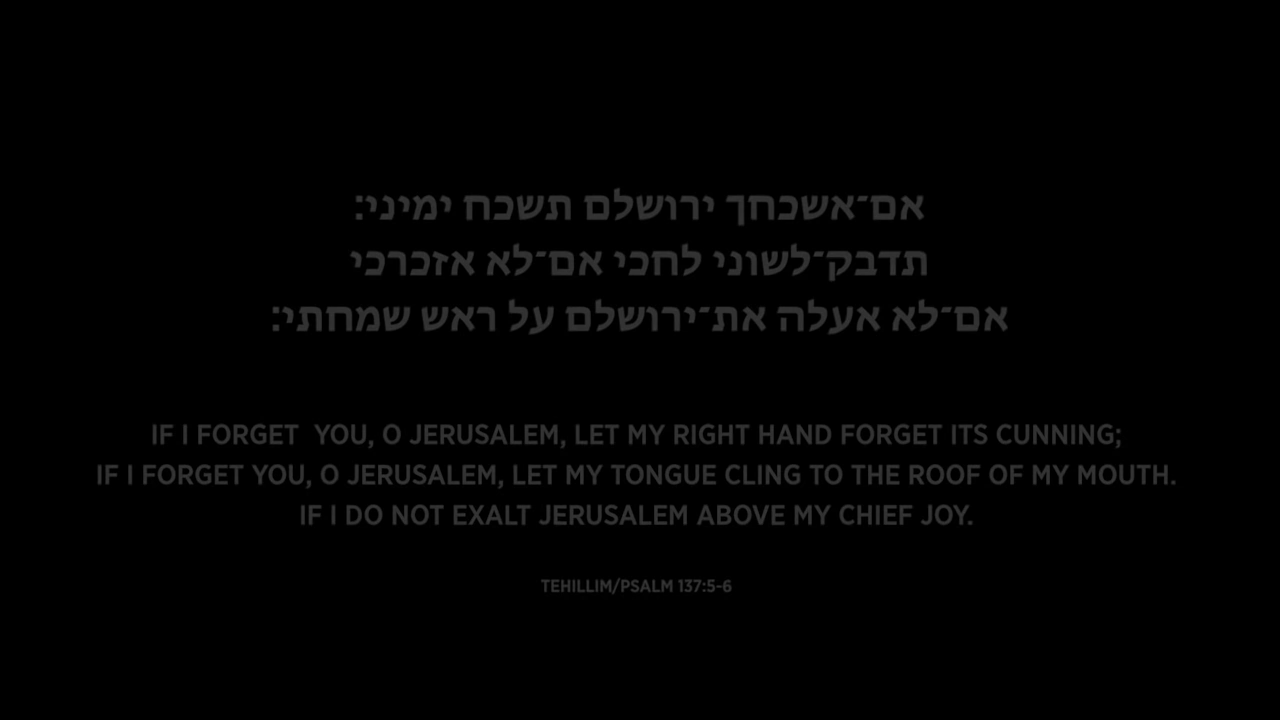 אם־אשכחך ירושלם תשכח ימיני:
תדבק־לשוני לחכי אם־לא אזכרכי
אם־לא אעלה את־ירושלם על ראש שמחתי:
IF I FORGET  YOU, O JERUSALEM, LET MY RIGHT HAND FORGET ITS CUNNING;
IF I FORGET YOU, O JERUSALEM, LET MY TONGUE CLING TO THE ROOF OF MY MOUTH.
IF I DO NOT EXALT JERUSALEM ABOVE MY CHIEF JOY.
TEHILLIM/PSALM 137:5-6